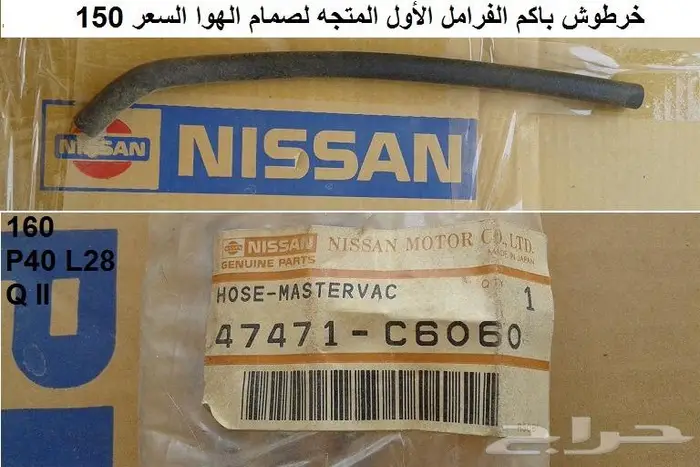 خرطوش باكم الفرامل الأول المتجه لصمام الهوا السعر 150
NISSAN
NISSAN
160
P40 L28
Q II
NISSAN NISSAN MOTOR CO.,LTD.
GENUINE PARTS MADE IN JAPAN
HOSE-MASTERVAC QTY 1
47471-C6060
حراج